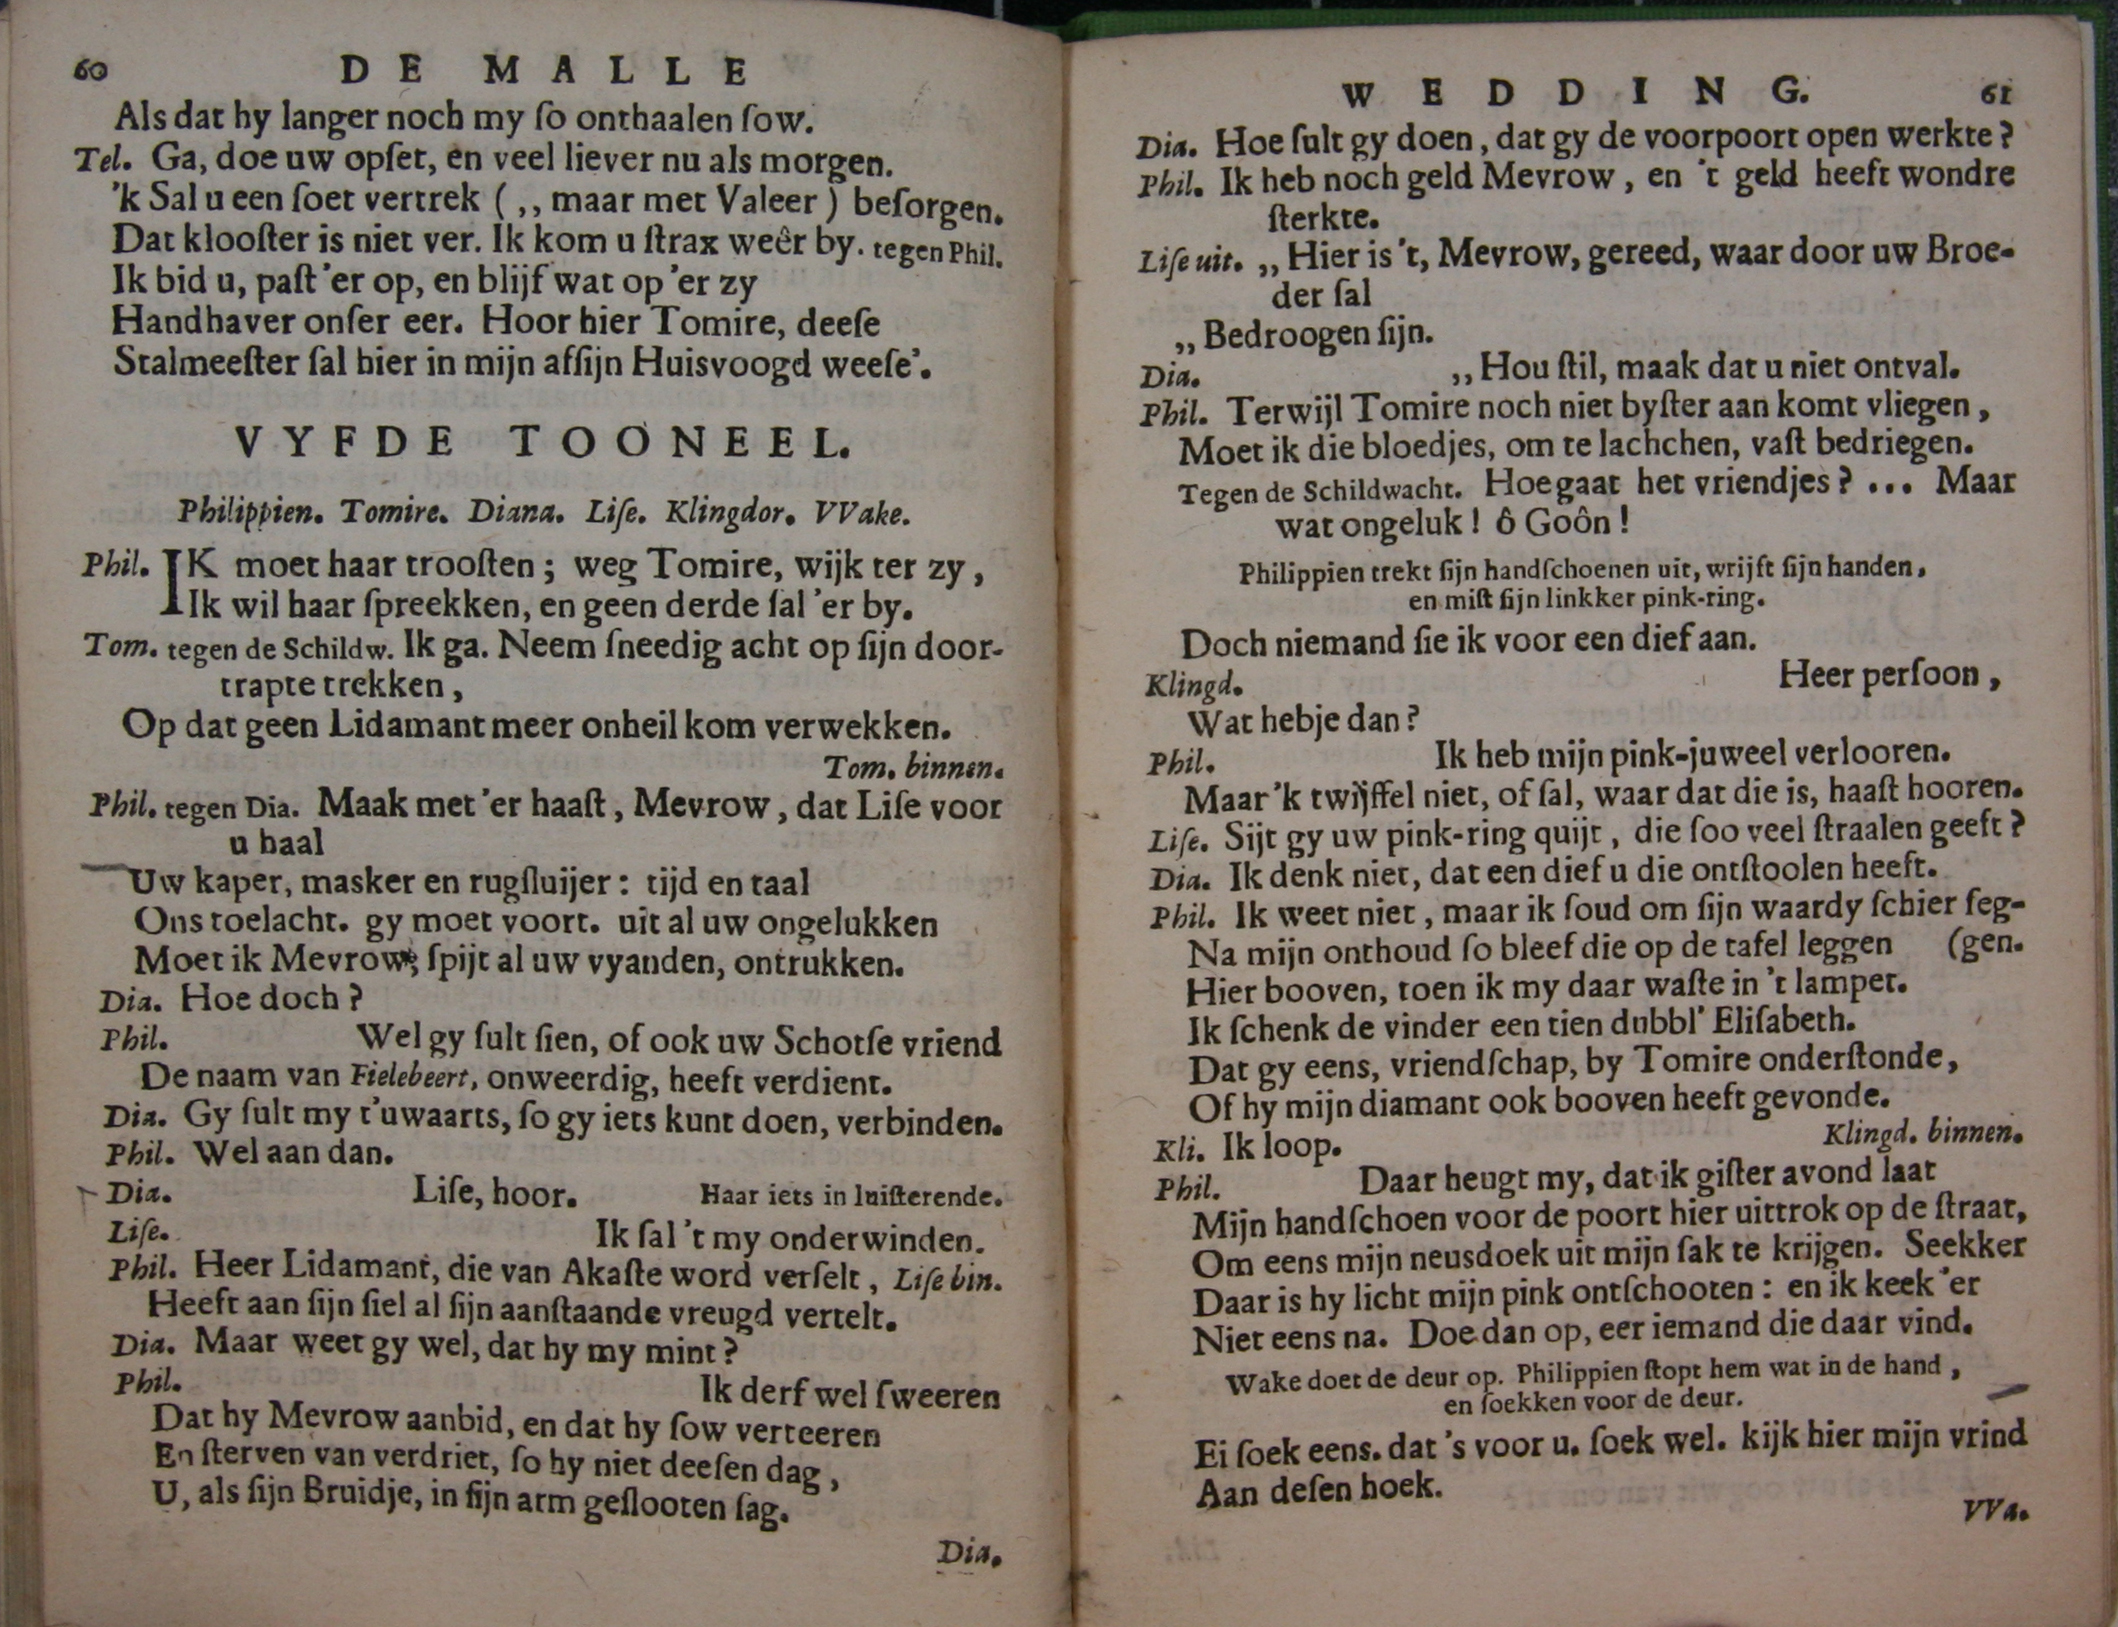 60 DE MALLE
Als dat hy langer noch my ſo onthaalen ſow.
Tel. Ga, doe uw opſet, en veel liever nu als morgen.
'k Sal u een ſoet vertrek (,, maar met Valeer) beſorgen.
Dat klooſter is niet ver. Ik kom u ſtrax weêr by. tegen Phil.
Ik bid u, paſt 'er op, en blijf wat op 'er zy
Handhaver onſer eer. Hoor hier Tomire, deeſe
Stalmeeſter ſal hier in mijn afſijn Huisvoogd weeſe'.
VYFDE TOONEEL.
Philippien. Tomire. Diana. Liſe. Klingdor. VVake.
Phil. IK moet haar trooſten; weg Tomire, wijk ter zy,
Ik wil haar ſpreekken, en geen derde ſal 'er by.
Tom. tegen de Schildw. Ik ga. Neem ſneedig acht op ſijn door-
trapte trekken,
Op dat geen Lidamant meer onheil kom verwekken.
Tom. binnen.
Phil. tegen Dia. Maak met 'er haaſt, Mevrow, dat Liſe voor
u haal
Uw kaper, masker en rugſluijer: tijd en taal
Ons toelacht. gy moet voort. uit al uw ongelukken
Moet ik Mevrow, ſpijt al uw vyanden, ontrukken.
Dia. Hoe doch?
Phil. Wel gy ſult ſien, of ook uw Schotſe vriend
De naam van Fielebeert, onweerdig, heeft verdient.
Dia. Gy ſult my t'uwaarts, ſo gy iets kunt doen, verbinden.
Phil. Wel aan dan.
Dia. Liſe, hoor. Haar iets in luiſterende.
Liſe. Ik ſal 't my onderwinden.
Phil. Heer Lidamant, die van Akaſte word verſelt, Liſe bin.
Heeft aan ſijn ſiel al ſijn aanſtaande vreugd vertelt.
Dia. Maar weet gy wel, dat hy my mint?
Phil. Ik derf wel ſweeren
Dat hy Mevrow aanbid, en dat hy ſow verteeren
En ſterven van verdriet, ſo hy niet deeſen dag,
U, als ſijn Bruidje, in ſijn arm geſlooten ſag.
Dia.
WEDDING. 61
Dia. Hoe ſult gy doen, dat gy de voorpoort open werkte?
Phil. Ik heb noch geld Mevrow, en 't geld heeft wondre
ſterkte.
Liſe uit. ,, Hier is 't, Mevrow, gereed, waar door uw Broe-
der ſal
,, Bedroogen ſijn.
Dia. ,, Hou ſtil, maak dat u niet ontval.
Phil. Terwijl Tomire noch niet byſter aan komt vliegen,
Moet ik die bloedjes, om te lachchen, vaſt bedriegen.
Tegen de Schildwacht. Hoe gaat het vriendjes? ... Maar
wat ongeluk! ô Goôn!
Philippien trekt ſijn handſchoenen uit, wrijft ſijn handen,
en miſt ſijn linkker pink-ring.
Doch niemand ſie ik voor een dief aan.
Klingd. Heer perſoon,
Wat hebje dan?
Phil. Ik heb mijn pink-juweel verlooren.
Maar 'k twijffel niet, of ſal, waar dat die is, haaſt hooren.
Liſe. Sijt gy uw pink-ring quijt, die ſoo veel ſtraalen geeft?
Dia. Ik denk niet, dat een dief u die ontſtoolen heeft.
Phil. Ik weet niet, maar ik ſoud om ſijn waardy ſchier ſeg-
Na mijn onthoud ſo bleef die op de tafel leggen (gen.
Hier booven, toen ik my daar waſte in 't lampet.
Ik ſchenk de vinder een tien dubbl' Eliſabeth.
Dat gy eens, vriendſchap, by Tomire onderſtonde,
Of hy mijn diamant ook booven heeft gevonde.
Kli. Ik loop. Klingd. binnen.
Phil. Daar heugt my, dat ik giſter avond laat
Mijn handſchoen voor de poort hier uittrok op de ſtraat,
Om eens mijn neusdoek uit mijn ſak te krijgen. Seekker
Daar is hy licht mijn pink ontſchooten: en ik keek 'er
Niet eens na. Doe dan op, eer iemand die daar vind.
Wake doet de deur op. Philippien ſtopt hem wat in de hand,
en ſoekken voor de deur.
Ei ſoek eens. dat 's voor u. ſoek wel. kijk hier mijn vrind
Aan deſen hoek.
VVa.